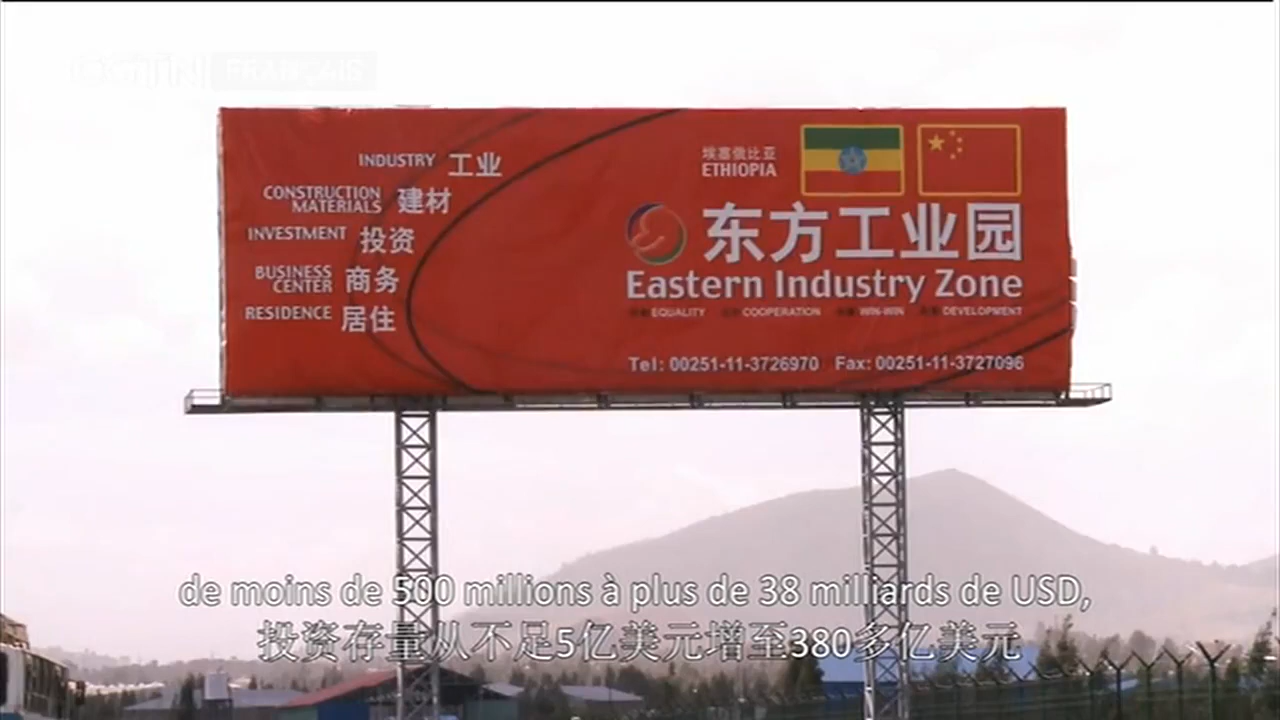 CGTN FRANÇAIS
INDUSTRY 工业
CONSTRUCTION MATERIALS 建材
INVESTMENT 投资
BUSINESS CENTER 商务
RESIDENCE 居住
埃塞俄比亚
ETHIOPIA
东方工业园
Eastern Industry Zone
EQUALITY COOPERATION WIN-WIN DEVELOPMENT
Tel: 00251-11-3726970 Fax: 00251-11-3727096
de moins de 500 millions à plus de 38 milliards de USD,
投资存量从不足5亿美元增至380多亿美元